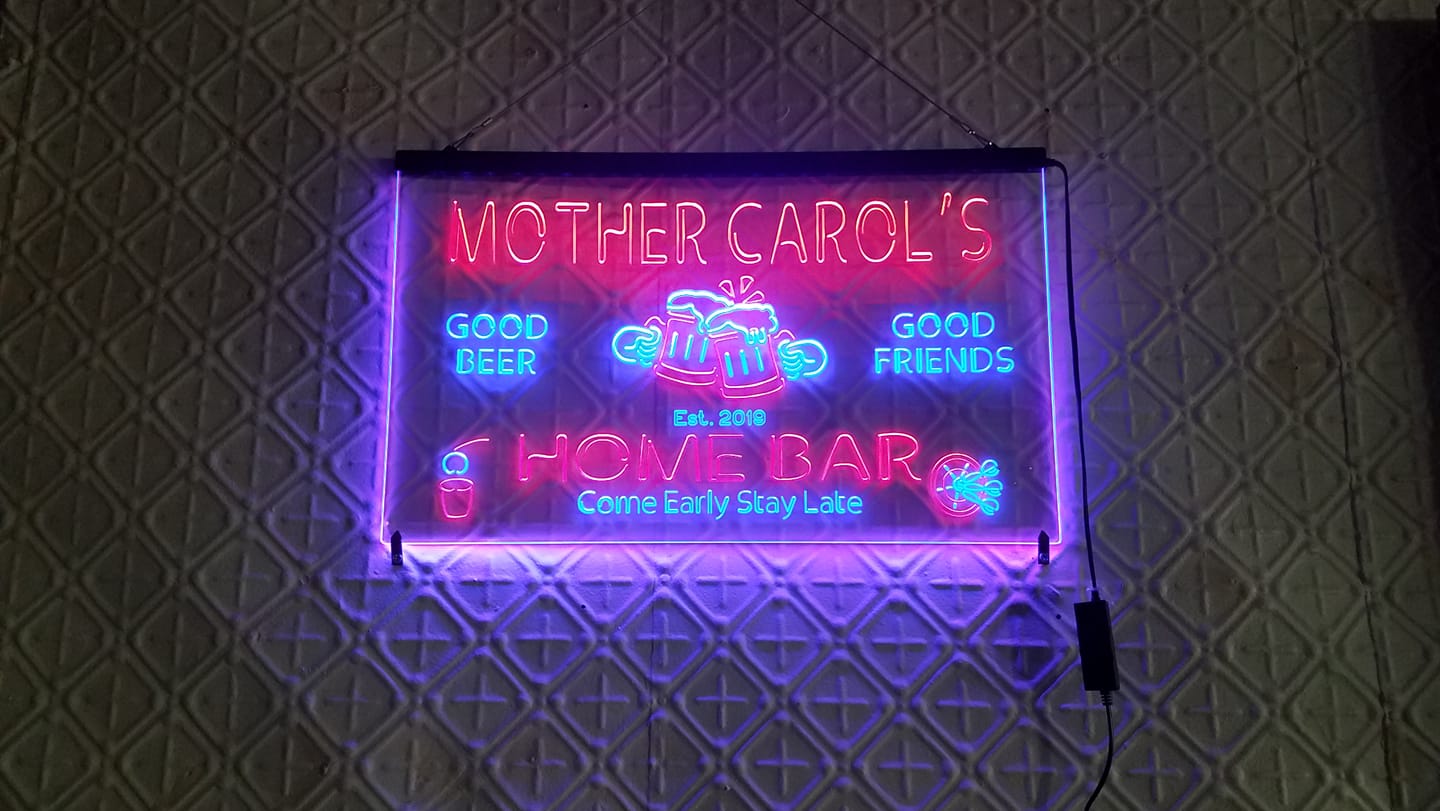 MOTHER CAROL'S
GOOD
BEER
GOOD
FRIENDS
Est. 2019
HOME BAR
Come Early Stay Late